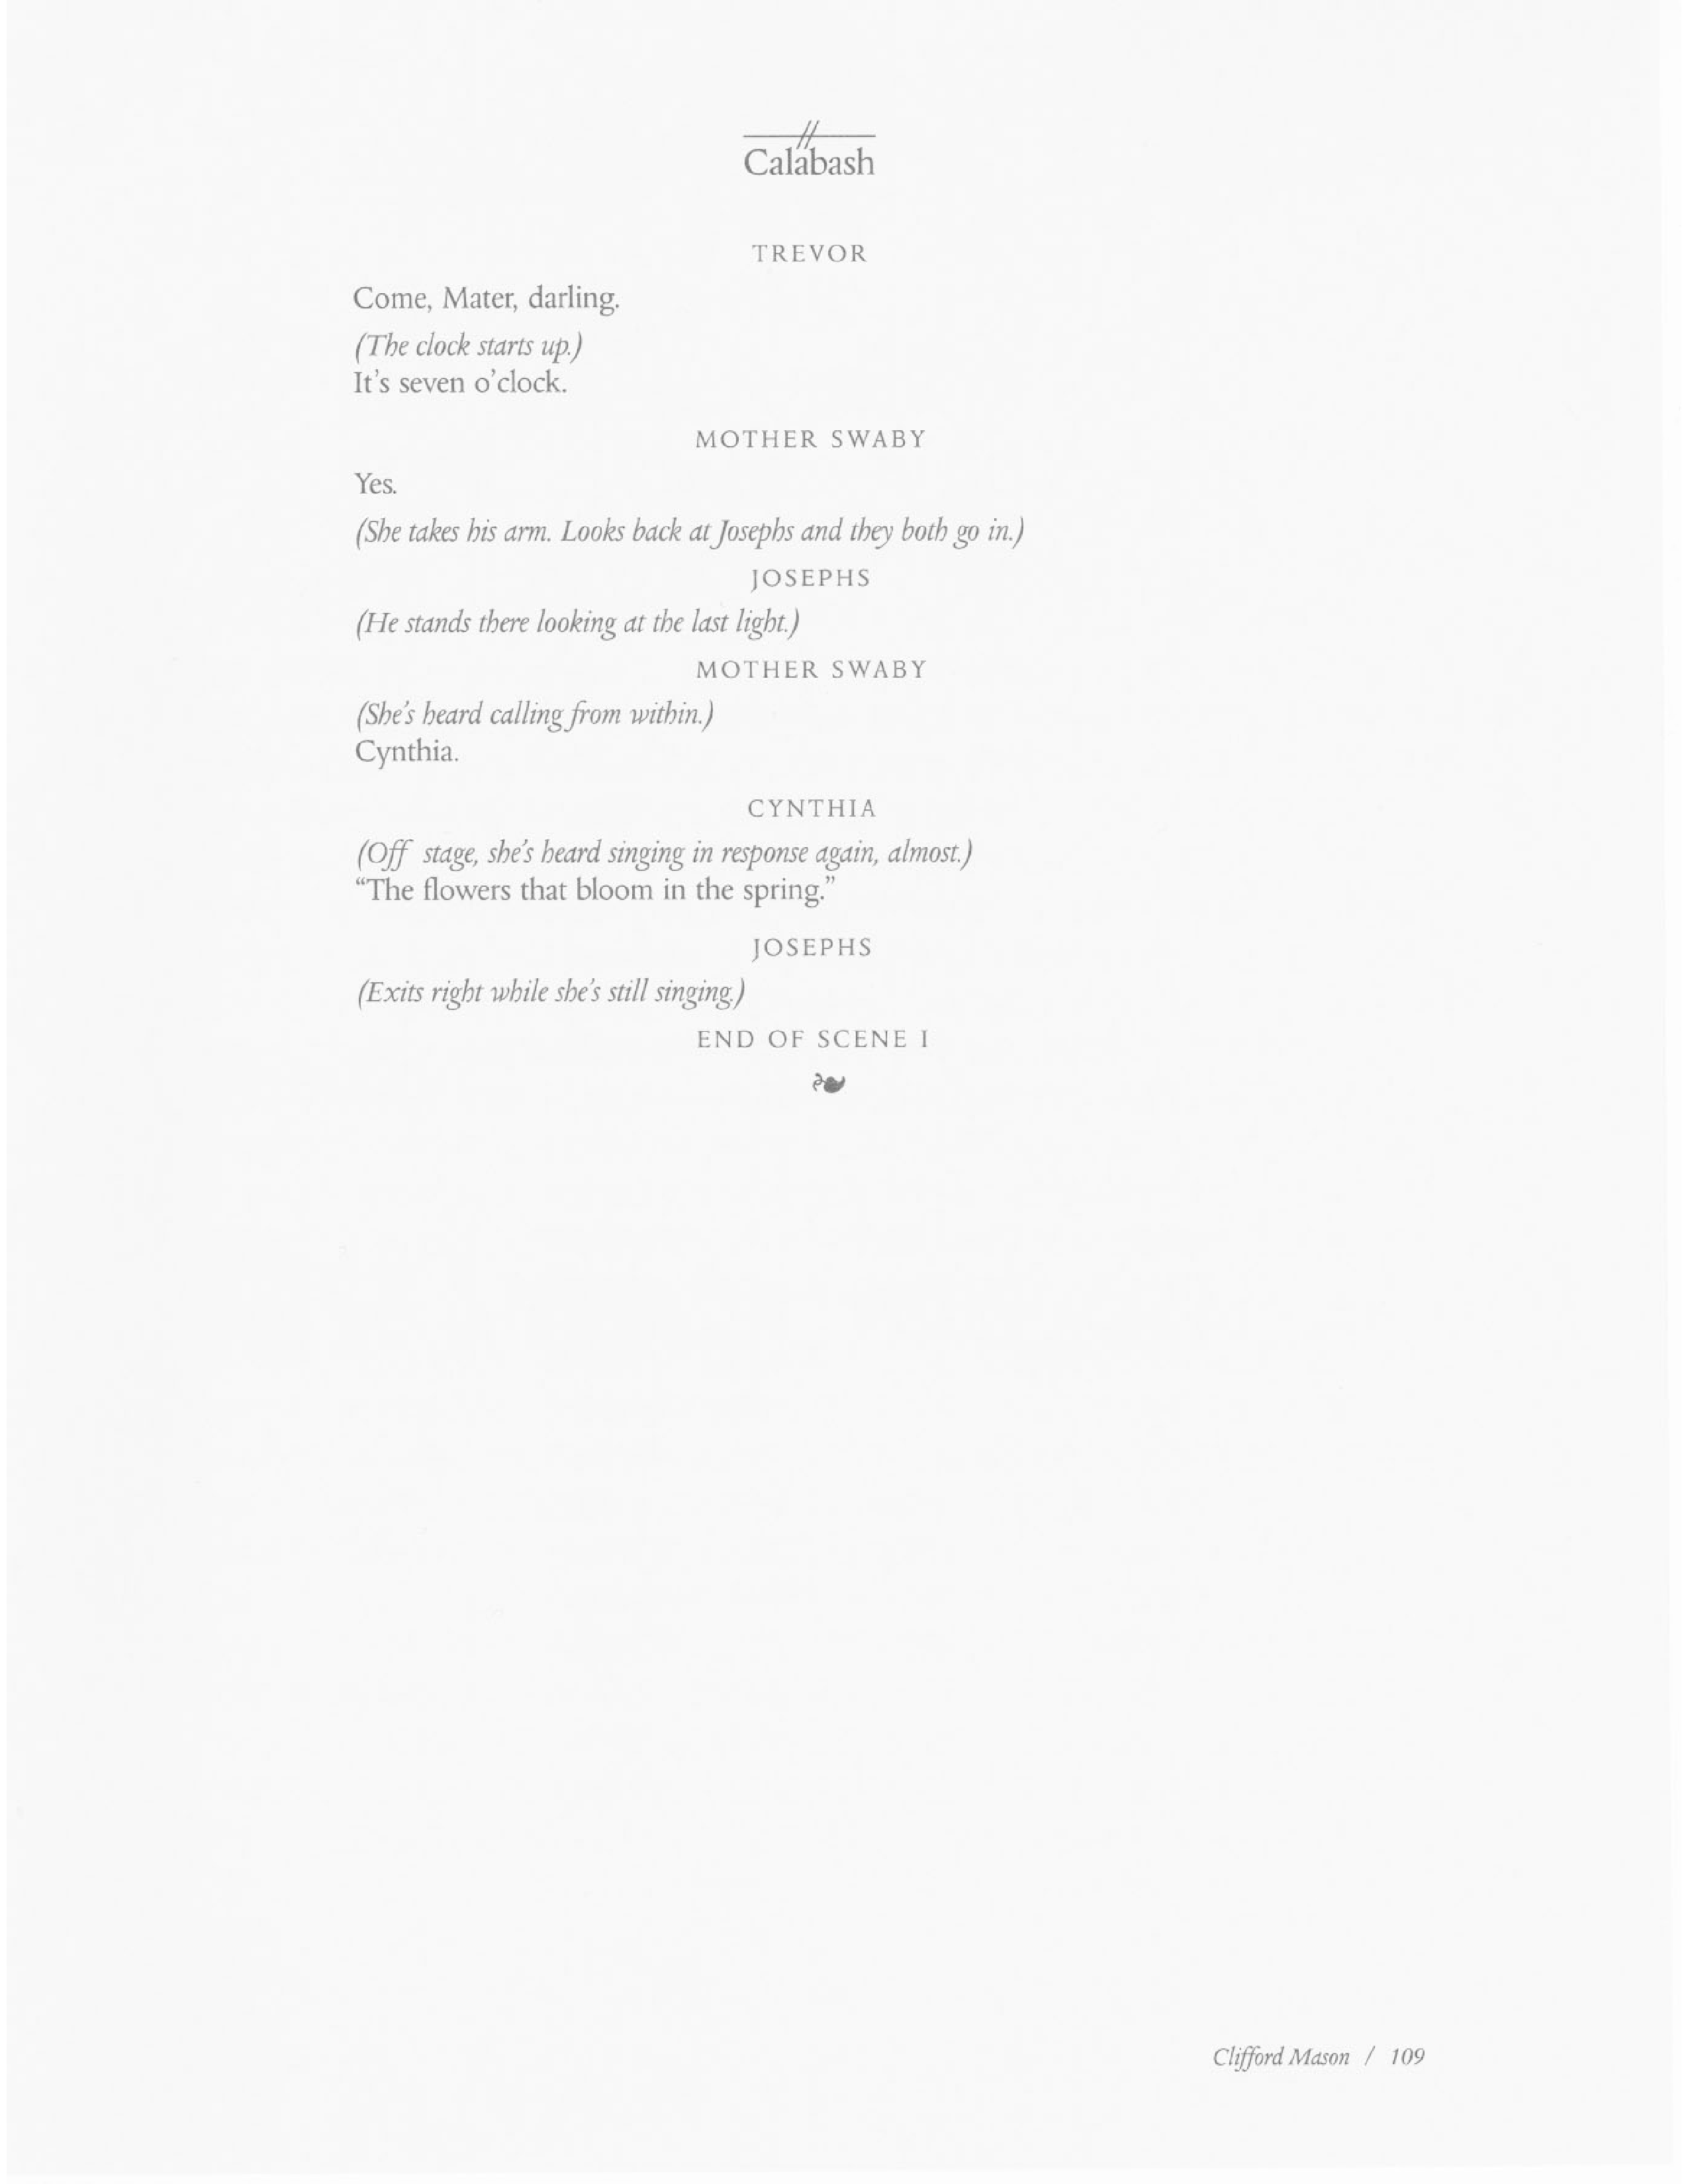 Calabash
TREVOR
Come, Mater, darling.
(The clock starts up.)
It's seven o'clock.
MOTHER SWABY
Yes.
(She takes his arm. Looks back at Josephs and they both go in.)
JOSEPHS
(He stands there looking at the last light.)
MOTHER SWABY
(She's heard calling from within.)
Cynthia.
CYNTHIA
(Off stage, she's heard singing in response again, almost.)
“The flowers that bloom in the spring.”
JOSEPHS
(Exits right while she's still singing.)
END OF SCENE I
Clifford Mason / 109